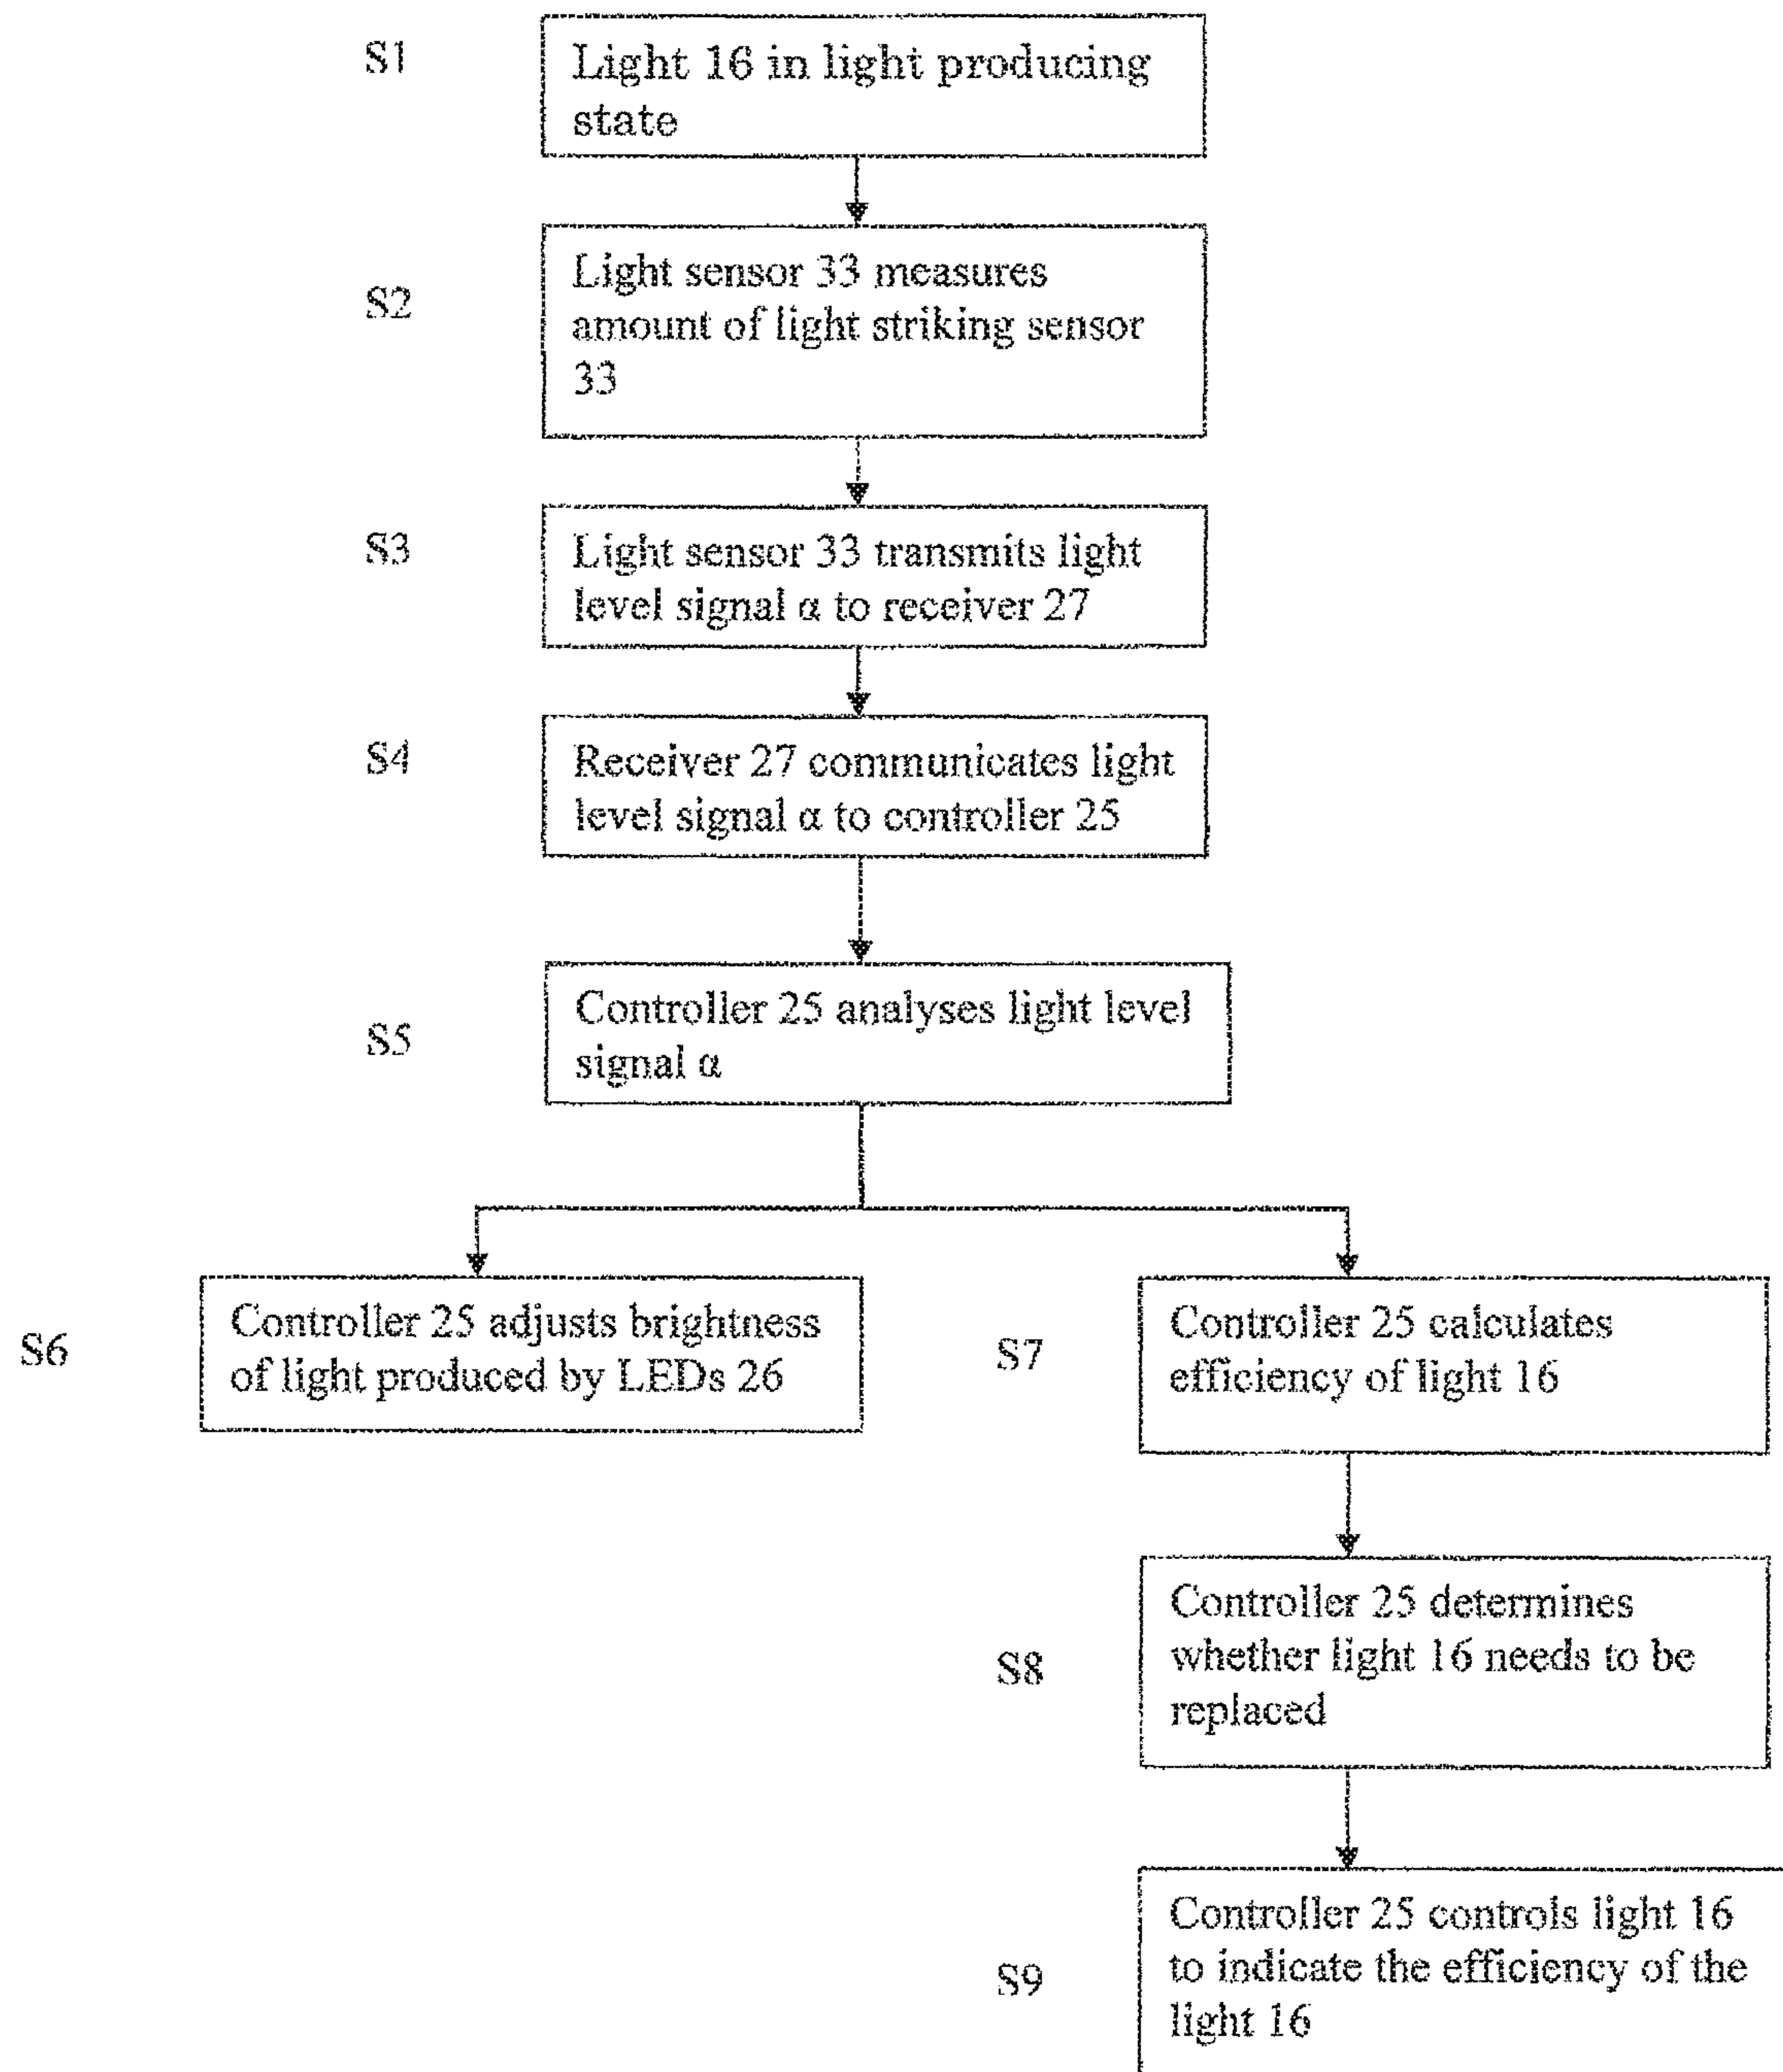 S1
Light 16 in light producing
state
S2
Light sensor 33 measures
amount of light striking sensor
33
S3
Light sensor 33 transmits light
level signal α to receiver 27
S4
Receiver 27 communicates light
level signal α to controller 25
S5
Controller 25 analyses light level
signal α
S6
Controller 25 adjusts brightness
of light produced by LEDs 26
S7
Controller 25 calculates
efficiency of light 16
S8
Controller 25 determines
whether light 16 needs to be
replaced
S9
Controller 25 controls light 16
to indicate the efficiency of the
light 16